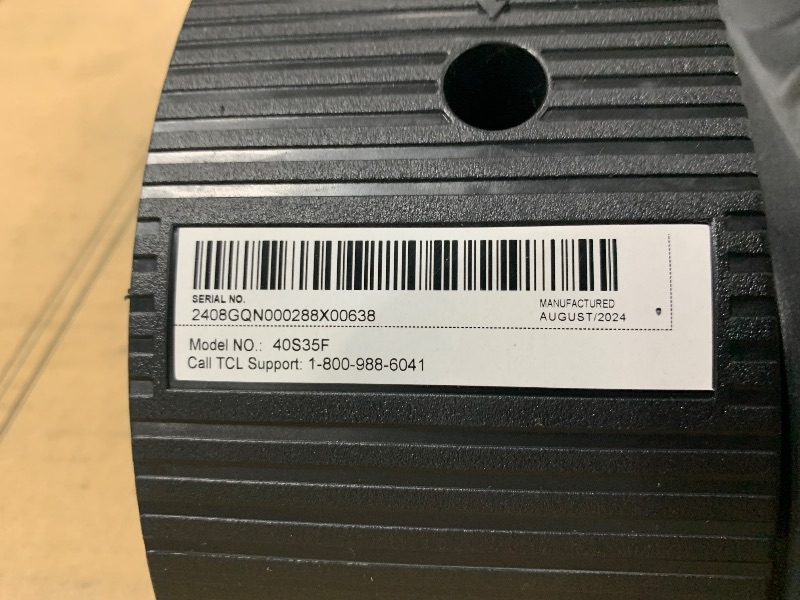 SERIAL NO.
2408GQN000288X00638
MANUFACTURED
AUGUST/2024
Model NO.: 40S35F
Call TCL Support: 1-800-988-6041